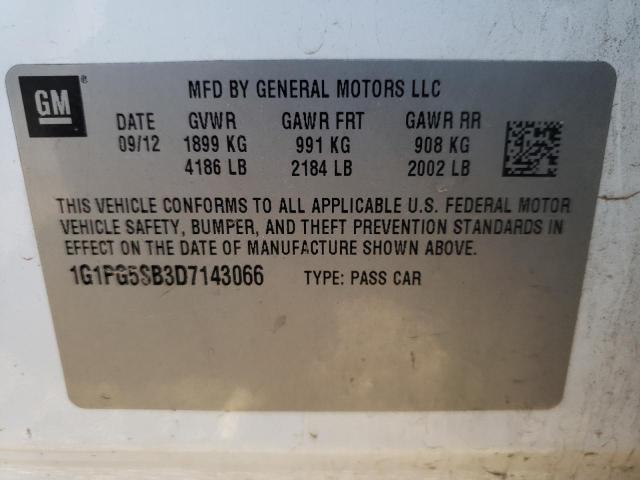 GM ®
MFD BY GENERAL MOTORS LLC
DATE GVWR GAWR FRT GAWR RR
09/12 1899 KG 991 KG 908 KG
4186 LB 2184 LB 2002 LB
THIS VEHICLE CONFORMS TO ALL APPLICABLE U.S. FEDERAL MOTOR
VEHICLE SAFETY, BUMPER, AND THEFT PREVENTION STANDARDS IN
EFFECT ON THE DATE OF MANUFACTURE SHOWN ABOVE.
1G1PG5SB3D7143066 TYPE: PASS CAR